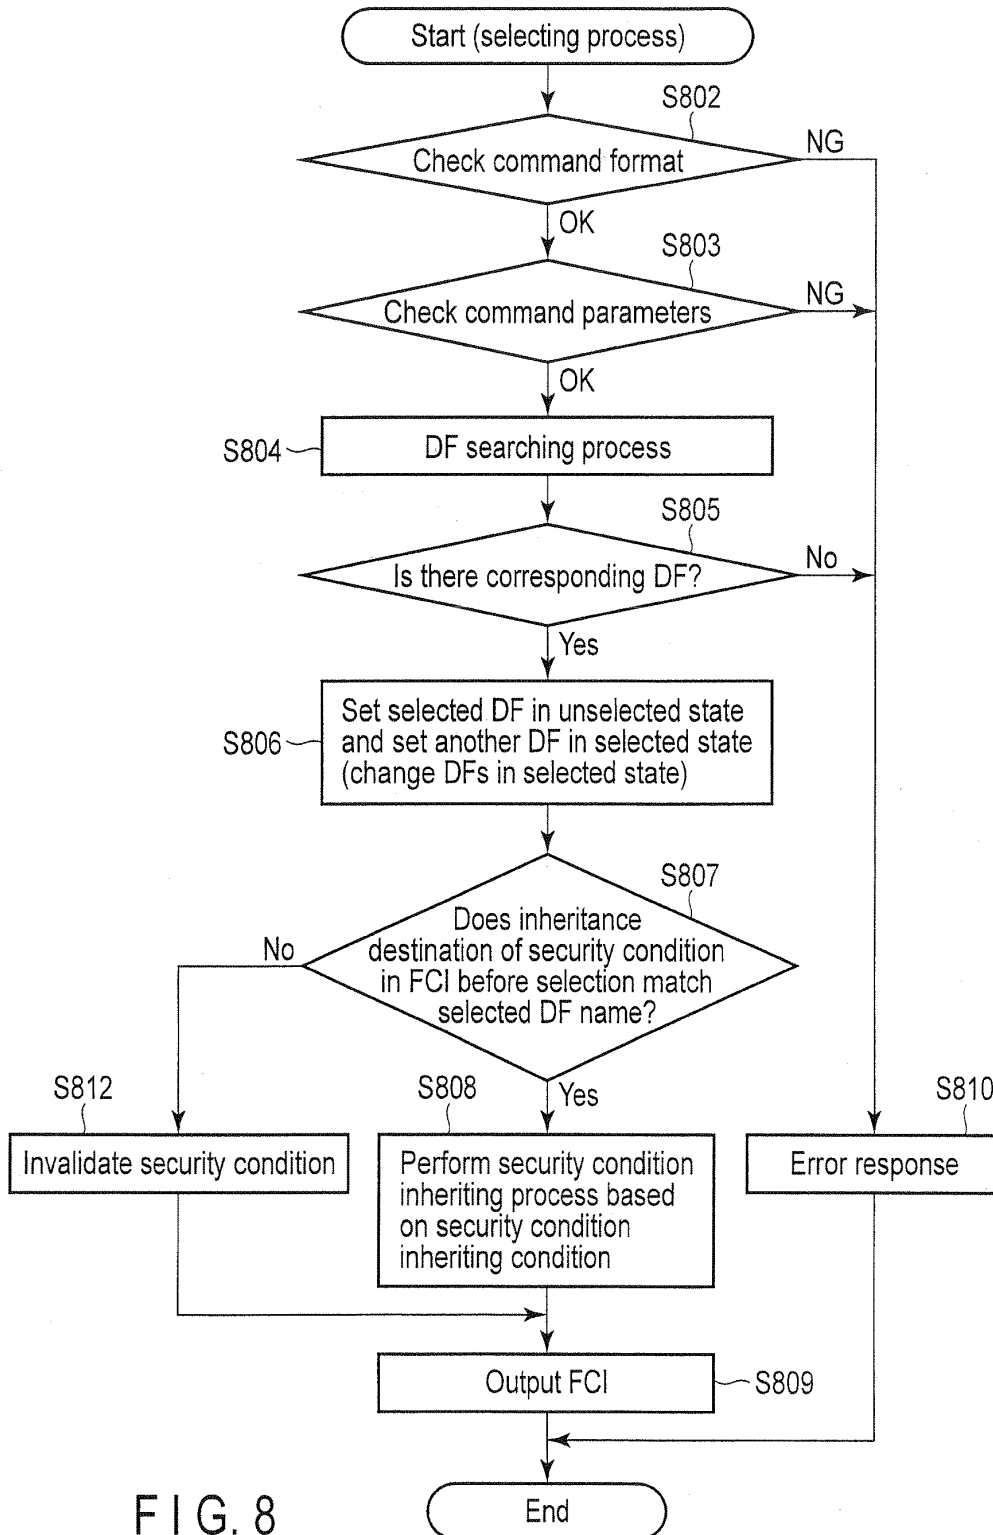 Start (selecting process)
S802
Check command format
NG
OK
S803
Check command parameters
NG
OK
S804
DF searching process
S805
Is there corresponding DF?
No
Yes
S806
Set selected DF in unselected state
and set another DF in selected state
(change DFs in selected state)
S807
Does inheritance
destination of security condition
in FCI before selection match
selected DF name?
No
Yes
S812
Invalidate security condition
S808
Perform security condition
inheriting process based
on security condition
inheriting condition
S810
Error response
Output FCI
S809
End
FIG. 8